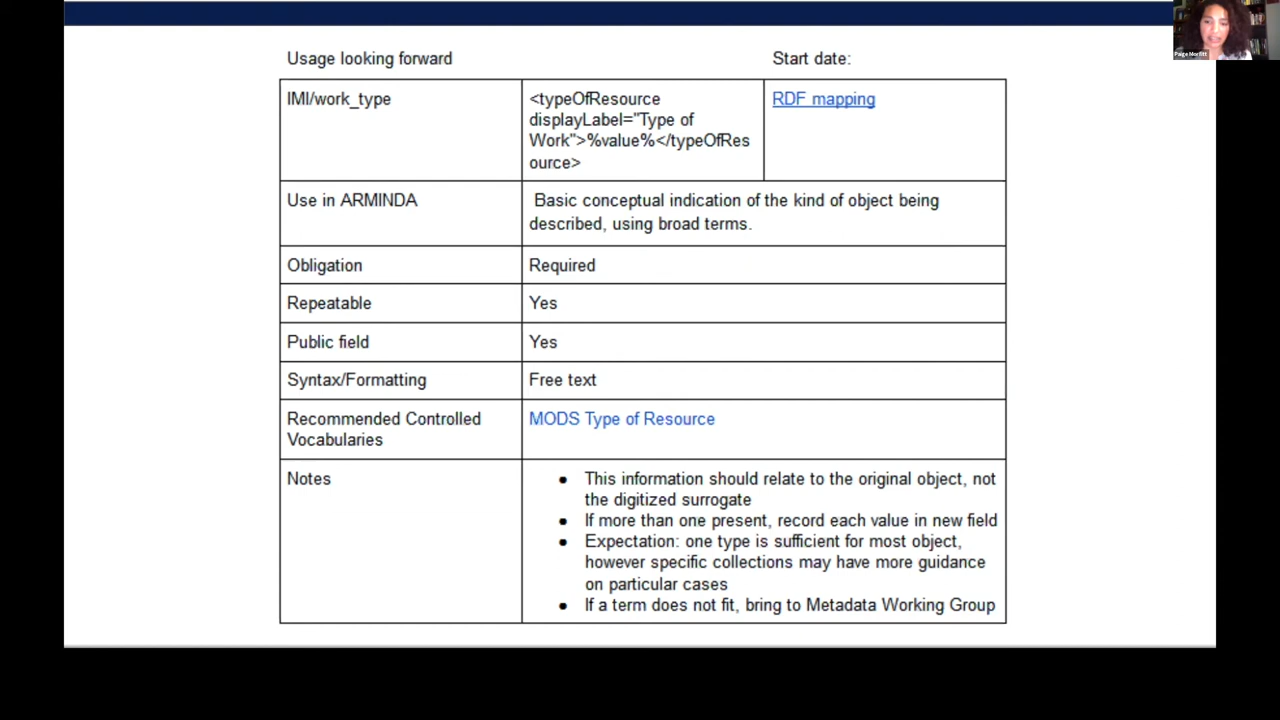 Usage looking forward
Start date:
IMI/work_type
<typeOfResource
displayLabel="Type of
Work">%value%</typeOfRes
ource>
RDF mapping
Use in ARMINDA
Basic conceptual indication of the kind of object being
described, using broad terms.
Obligation
Required
Repeatable
Yes
Public field
Yes
Syntax/Formatting
Free text
Recommended Controlled
Vocabularies
MODS Type of Resource
Notes
● This information should relate to the original object, not
the digitized surrogate
● If more than one present, record each value in new field
● Expectation: one type is sufficient for most object,
however specific collections may have more guidance
on particular cases
● If a term does not fit, bring to Metadata Working Group